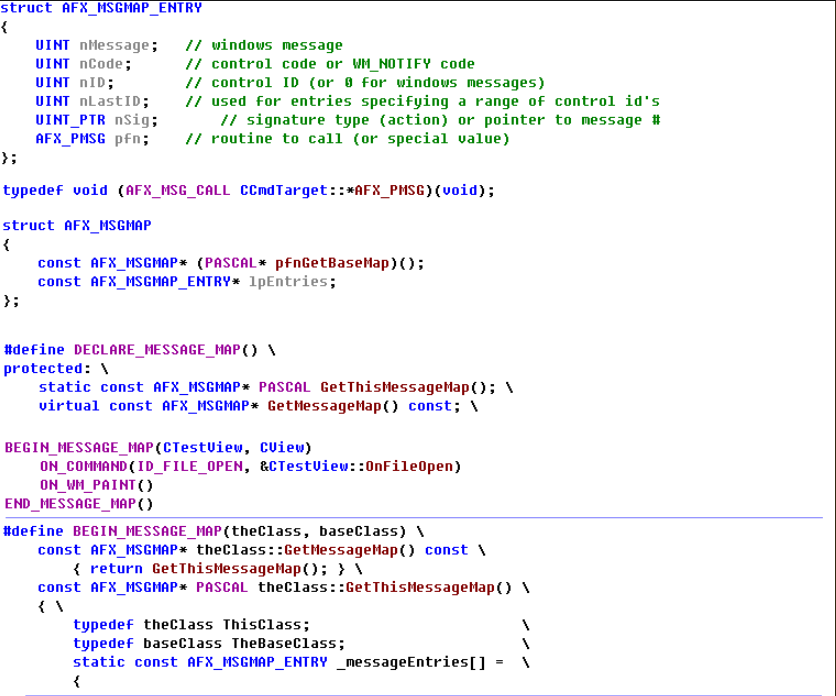 struct AFX_MSGMAP_ENTRY
{
    UINT nMessage;   // windows message
    UINT nCode;      // control code or WM_NOTIFY code
    UINT nID;        // control ID (or 0 for windows messages)
    UINT nLastID;    // used for entries specifying a range of control id's
    UINT_PTR nSig;       // signature type (action) or pointer to message #
    AFX_PMSG pfn;    // routine to call (or special value)
};
typedef void (AFX_MSG_CALL CCmdTarget::*AFX_PMSG)(void);
struct AFX_MSGMAP
{
    const AFX_MSGMAP* (PASCAL* pfnGetBaseMap)();
    const AFX_MSGMAP_ENTRY* lpEntries;
};
#define DECLARE_MESSAGE_MAP() \
protected: \
    static const AFX_MSGMAP* PASCAL GetThisMessageMap(); \
    virtual const AFX_MSGMAP* GetMessageMap() const; \
BEGIN_MESSAGE_MAP(CTestView, CView)
    ON_COMMAND(ID_FILE_OPEN, &CTestView::OnFileOpen)
    ON_WM_PAINT()
END_MESSAGE_MAP()
#define BEGIN_MESSAGE_MAP(theClass, baseClass) \
    const AFX_MSGMAP* theClass::GetMessageMap() const \
        { return GetThisMessageMap(); } \
    const AFX_MSGMAP* PASCAL theClass::GetThisMessageMap() \
    { \
        typedef theClass ThisClass;                        \
        typedef baseClass TheBaseClass;                    \
        static const AFX_MSGMAP_ENTRY _messageEntries[] =  \
        {